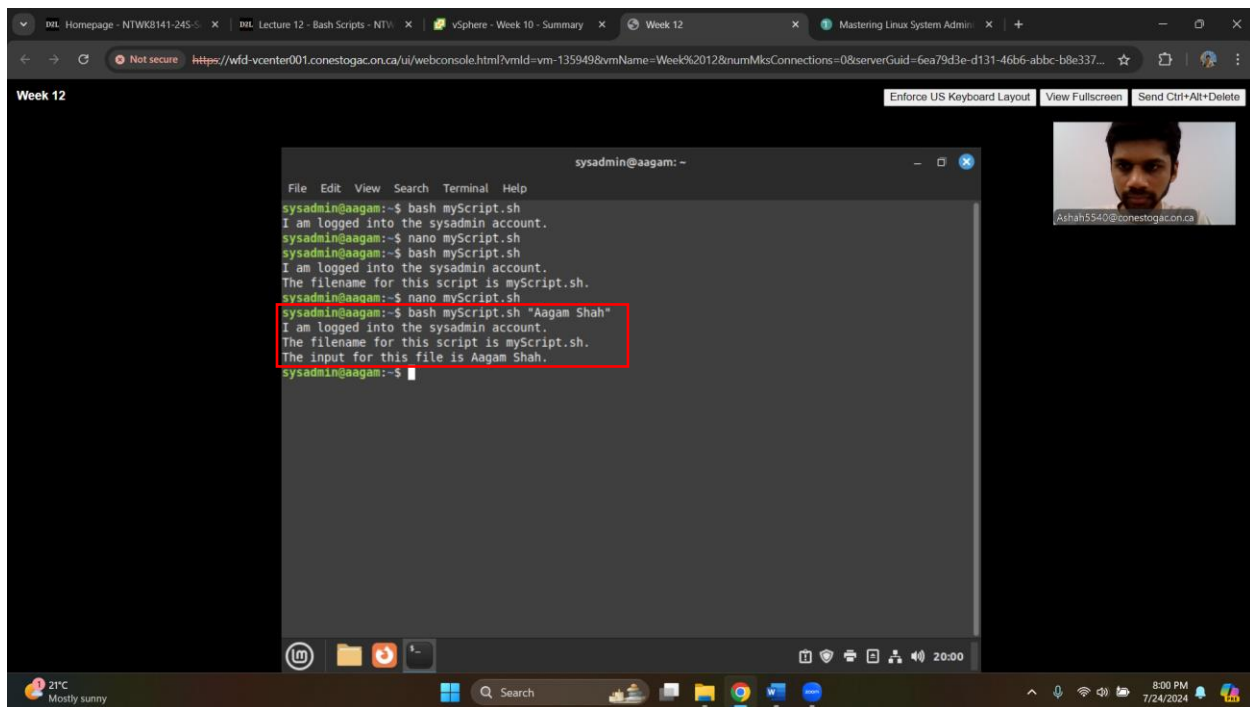 Homepage - NTWK8141-24S-S
Lecture 12 - Bash Scripts - NTW
vSphere - Week 10 - Summary
Week 12
Mastering Linux System Admini
Not secure
https://wfd-vcenter001.conestogac.on.ca/ui/webconsole.html?vmId=vm-135949&vmName=Week%2012&numMksConnections=0&serverGuid=6ea79d3e-d131-46b6-abbc-b8e337...
Week 12
Enforce US Keyboard Layout
View Fullscreen
Send Ctrl+Alt+Delete
Ashah5540@conestogac.on.ca
sysadmin@aagam: ~
File Edit View Search Terminal Help
sysadmin@aagam:~$ bash myScript.sh
I am logged into the sysadmin account.
sysadmin@aagam:~$ nano myScript.sh
sysadmin@aagam:~$ bash myScript.sh
I am logged into the sysadmin account.
The filename for this script is myScript.sh.
sysadmin@aagam:~$ nano myScript.sh
sysadmin@aagam:~$ bash myScript.sh "Aagam Shah"
I am logged into the sysadmin account.
The filename for this script is myScript.sh.
The input for this file is Aagam Shah.
sysadmin@aagam:~$
20:00
21°C
Mostly sunny
Search
8:00 PM
7/24/2024